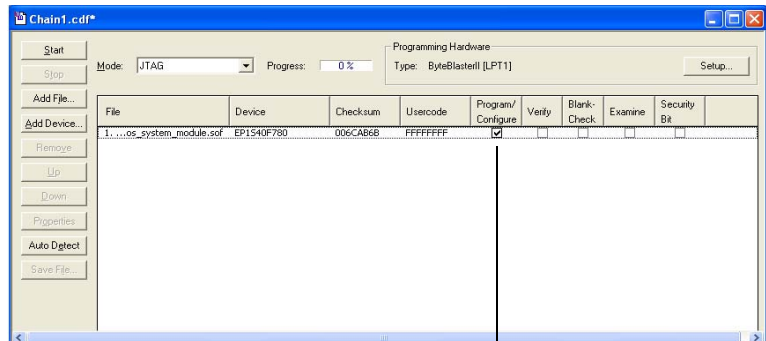 Chain1.cdf*
Start
Stop
Add File...
Add Device...
Remove
Up
Down
Properties
Auto Detect
Save File...
Mode: JTAG Progress: 0 %
Programming Hardware
Type: ByteBlasterII [LPT1] Setup...
File Device Checksum Usercode Program/ Configure Verify Blank- Check Examine Security Bit
1. ...os_system_module.sof EP1S40F780 006CAB6B FFFFFFFF